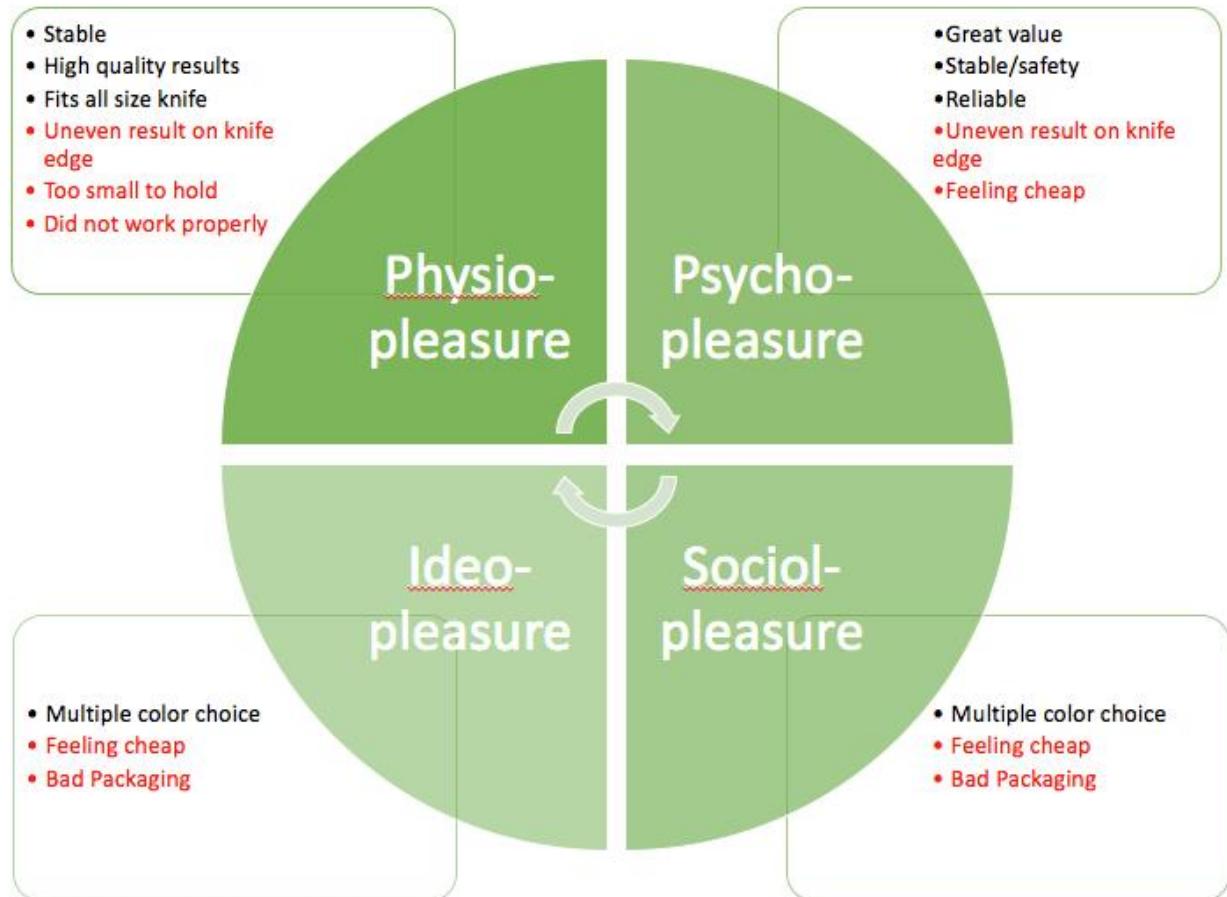 • Stable
• High quality results
• Fits all size knife
• Uneven result on knife
edge
• Too small to hold
• Did not work properly
•Great value
•Stable/safety
•Reliable
•Uneven result on knife
edge
•Feeling cheap
Physio-
pleasure
Psycho-
pleasure
Ideo-
pleasure
Sociol-
pleasure
• Multiple color choice
• Feeling cheap
• Bad Packaging
• Multiple color choice
• Feeling cheap
• Bad Packaging